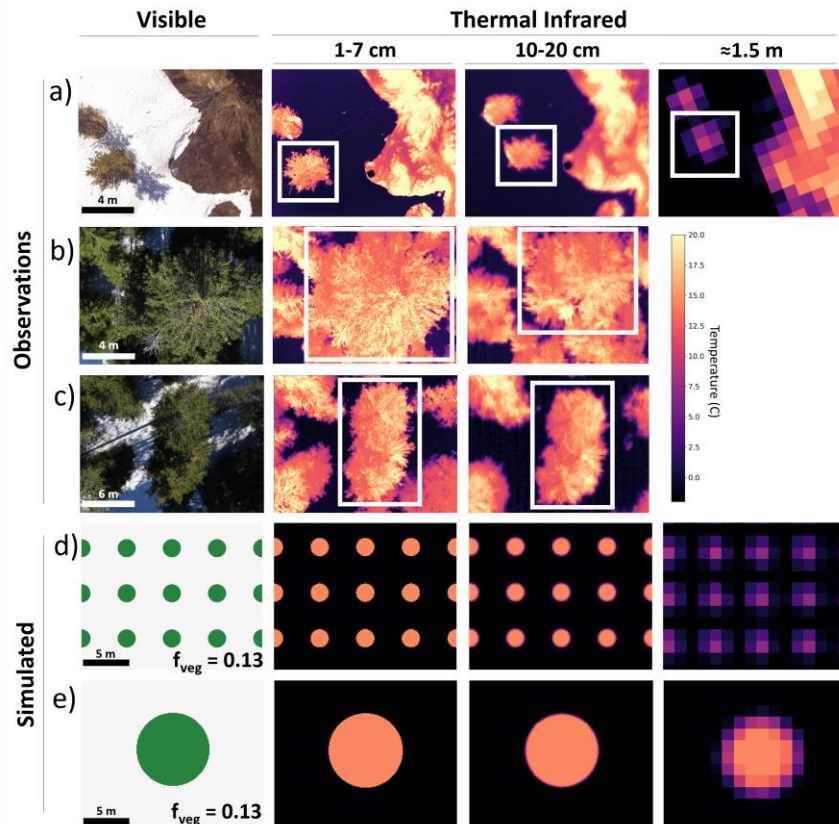 Visible
Thermal Infrared
1-7 cm
10-20 cm
≈1.5 m
Observations
a)
4 m
b)
4 m
c)
6 m
20.0
17.5
15.0
12.5
10.0
7.5
5.0
2.5
0.0
Temperature (C)
Simulated
d)
5 m
f_veg = 0.13
e)
5 m
f_veg = 0.13